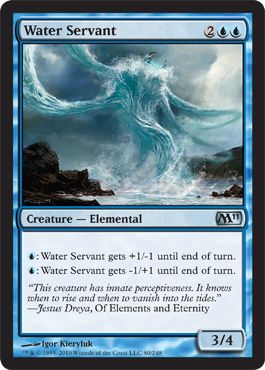 Water Servant 2
Creature — Elemental M11
: Water Servant gets +1/-1 until end of turn.
: Water Servant gets -1/+1 until end of turn.
"This creature has innate perceptiveness. It knows
when to rise and when to vanish into the tides."
—Jestus Dreya, Of Elements and Eternity
Igor Kieryluk
™ & © 1993–2010 Wizards of the Coast LLC 80/249
3/4